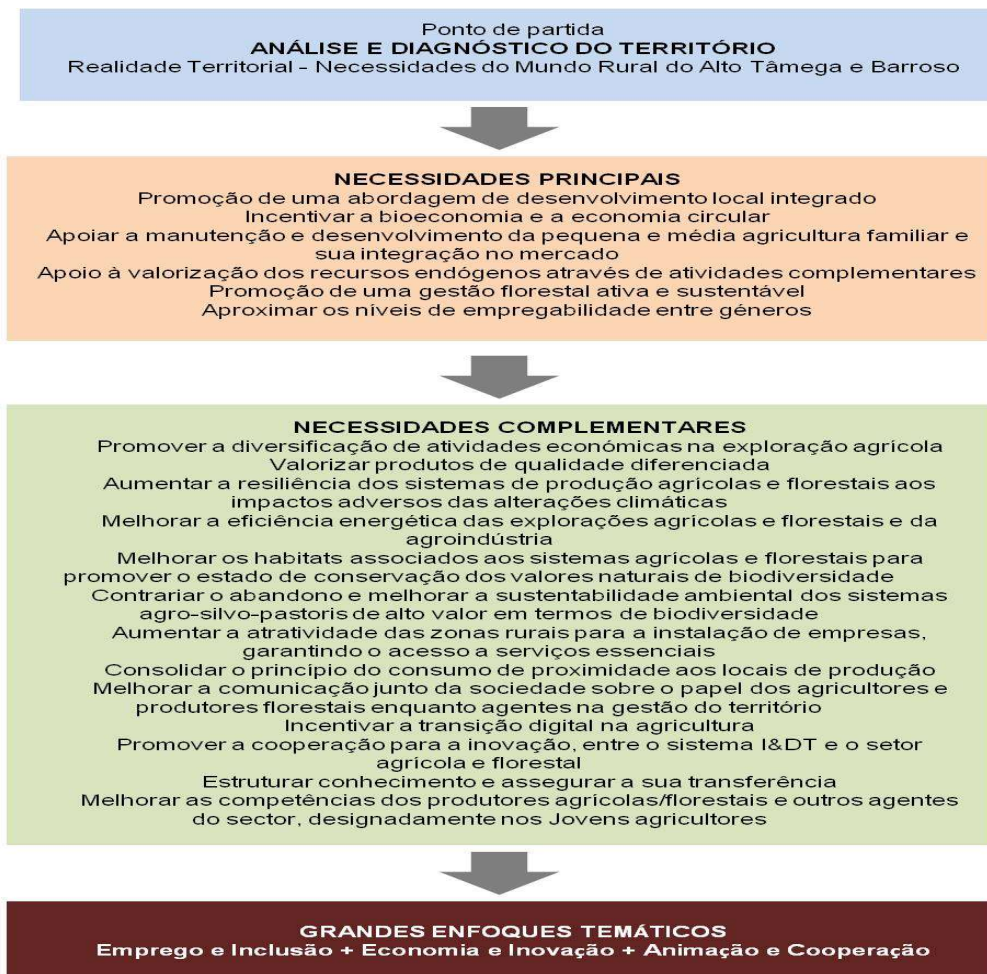 Ponto de partida
ANÁLISE E DIAGNÓSTICO DO TERRITÓRIO
Realidade Territorial - Necessidades do Mundo Rural do Alto Tâmega e Barroso
NECESSIDADES PRINCIPAIS
Promoção de uma abordagem de desenvolvimento local integrado
Incentivar a bioeconomia e a economia circular
Apoiar a manutenção e desenvolvimento da pequena e média agricultura familiar e
sua integração no mercado
Apoio à valorização dos recursos endógenos através de atividades complementares
Promoção de uma gestão florestal ativa e sustentável
Aproximar os níveis de empregabilidade entre géneros
NECESSIDADES COMPLEMENTARES
Promover a diversificação de atividades económicas na exploração agrícola
Valorizar produtos de qualidade diferenciada
Aumentar a resiliência dos sistemas de produção agrícolas e florestais aos
impactos adversos das alterações climáticas
Melhorar a eficiência energética das explorações agrícolas e florestais e da
agroindústria
Melhorar os habitats associados aos sistemas agrícolas e florestais para
promover o estado de conservação dos valores naturais de biodiversidade
Contrariar o abandono e melhorar a sustentabilidade ambiental dos sistemas
agro-silvo-pastoris de alto valor em termos de biodiversidade
Aumentar a atratividade das zonas rurais para a instalação de empresas,
garantindo o acesso a serviços essenciais
Consolidar o princípio do consumo de proximidade aos locais de produção
Melhorar a comunicação junto da sociedade sobre o papel dos agricultores e
produtores florestais enquanto agentes na gestão do território
Incentivar a transição digital na agricultura
Promover a cooperação para a inovação, entre o sistema I&DT e o setor
agrícola e florestal
Estruturar conhecimento e assegurar a sua transferência
Melhorar as competências dos produtores agrícolas/florestais e outros agentes
do sector, designadamente nos Jovens agricultores
GRANDES ENFOQUES TEMÁTICOS
Emprego e Inclusão + Economia e Inovação + Animação e Cooperação